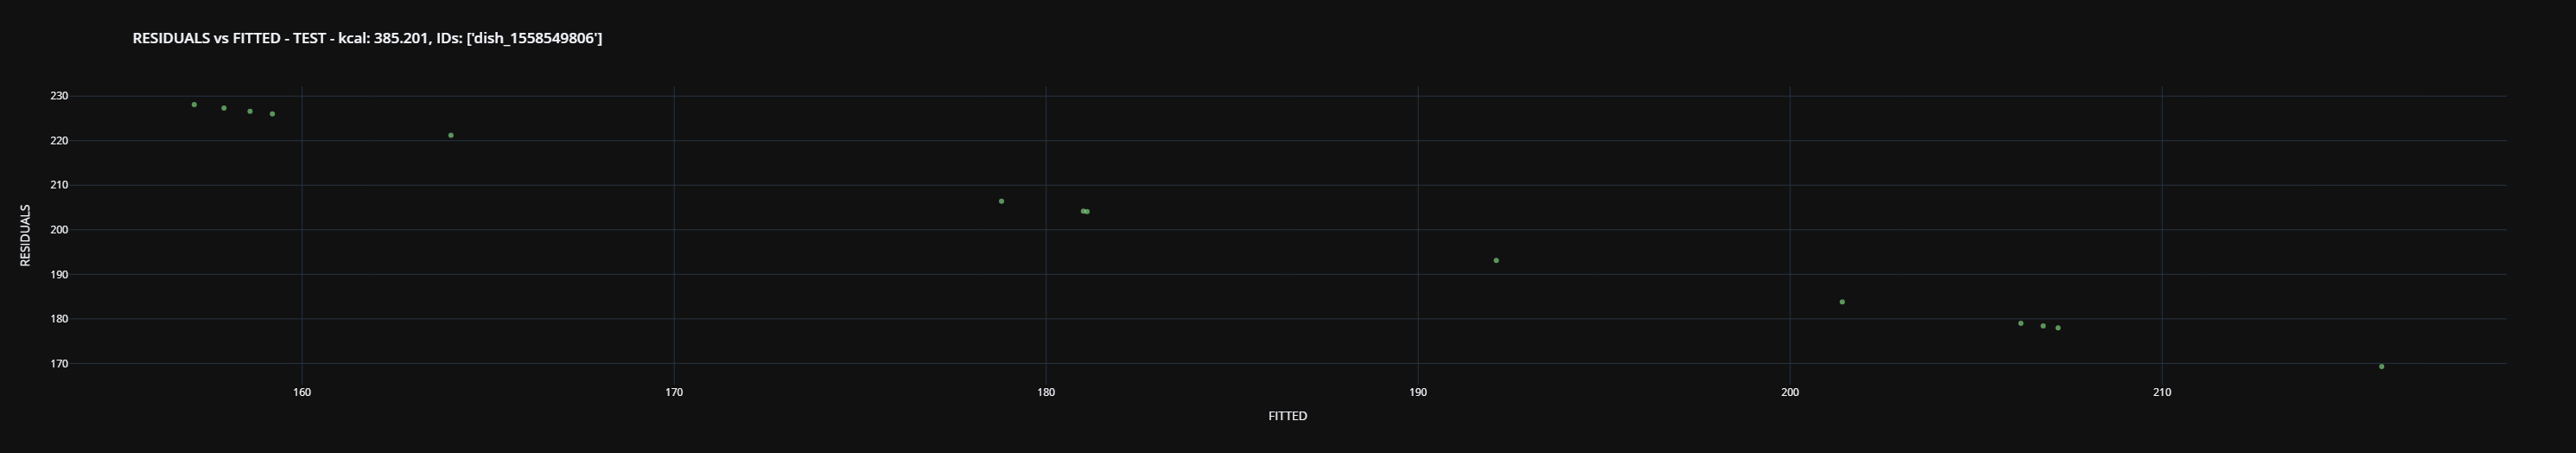 RESIDUALS vs FITTED - TEST - kcal: 385.201, IDs: ['dish_1558549806']
230
220
210
200
190
180
170
RESIDUALS
160 170 180 190 200 210
FITTED